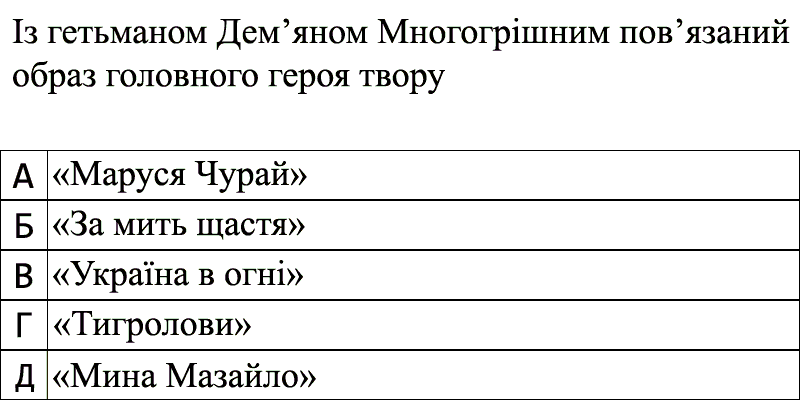 Із гетьманом Дем’яном Многогрішним пов’язаний
образ головного героя твору
А «Маруся Чурай»
Б «За мить щастя»
В «Україна в огні»
Г «Тигролови»
Д «Мина Мазайло»